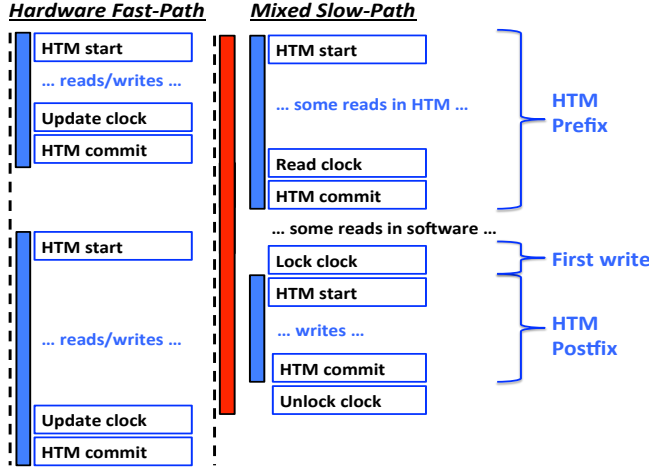 Hardware Fast-Path
Mixed Slow-Path
HTM start
... reads/writes ...
Update clock
HTM commit
HTM start
... reads/writes ...
Update clock
HTM commit
HTM start
... some reads in HTM ...
Read clock
HTM commit
... some reads in software ...
Lock clock
HTM start
... writes ...
HTM commit
Unlock clock
HTM
Prefix
First write
HTM
Postfix